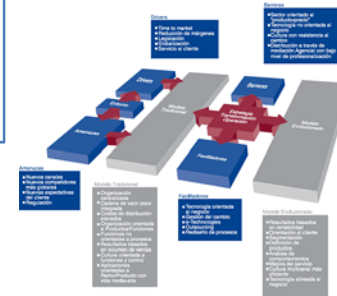 Drivers
• Time to market
• Reducción de márgenes
• Legislación
• Globalización
• Servicio al cliente
Barreras
• Sector orientado al
"producto-precio"
• Tecnología no orientada al
negocio
• Cultura con resistencia al
cambio
• Distribución a través de
mediación Agencial con bajo
nivel de profesionalización
Drivers
Entorno
Amenazas
Modelo
Tradicional
Barreras
Estrategia
Transformación
Operación
Facilitadores
Modelo
Evolucionado
Amenazas
• Nuevos canales
• Nuevos competidores
más globales
• Nuevas expectativas
del cliente
• Regulación
Modelo Tradicional
• Organización
centralizada
• Cadena de valor poco
integrada
• Costes de distribución
elevados
• Organización orientada
a Productos/Funciones
• Funciones no
orientadas a procesos
• Resultados basados
en volumen de ventas
• Cultura orientada a
funciones y control
• Aplicaciones
orientadas a
Ramo/Producto con
vida media-alta
Facilitadores
• Tecnología orientada
al negocio
• Gestión del cambio
• e-Technologies
• Outsourcing
• Rediseño de procesos
Modelo Evolucionado
• Resultados basados
en rentabilidad
• Orientación al cliente
• Segmentación
• Definición de
productos
• Análisis de
comportamientos
• Mejora del servicio
• Cultura multicanal más
eficiente
• Tecnología alineada al
negocio